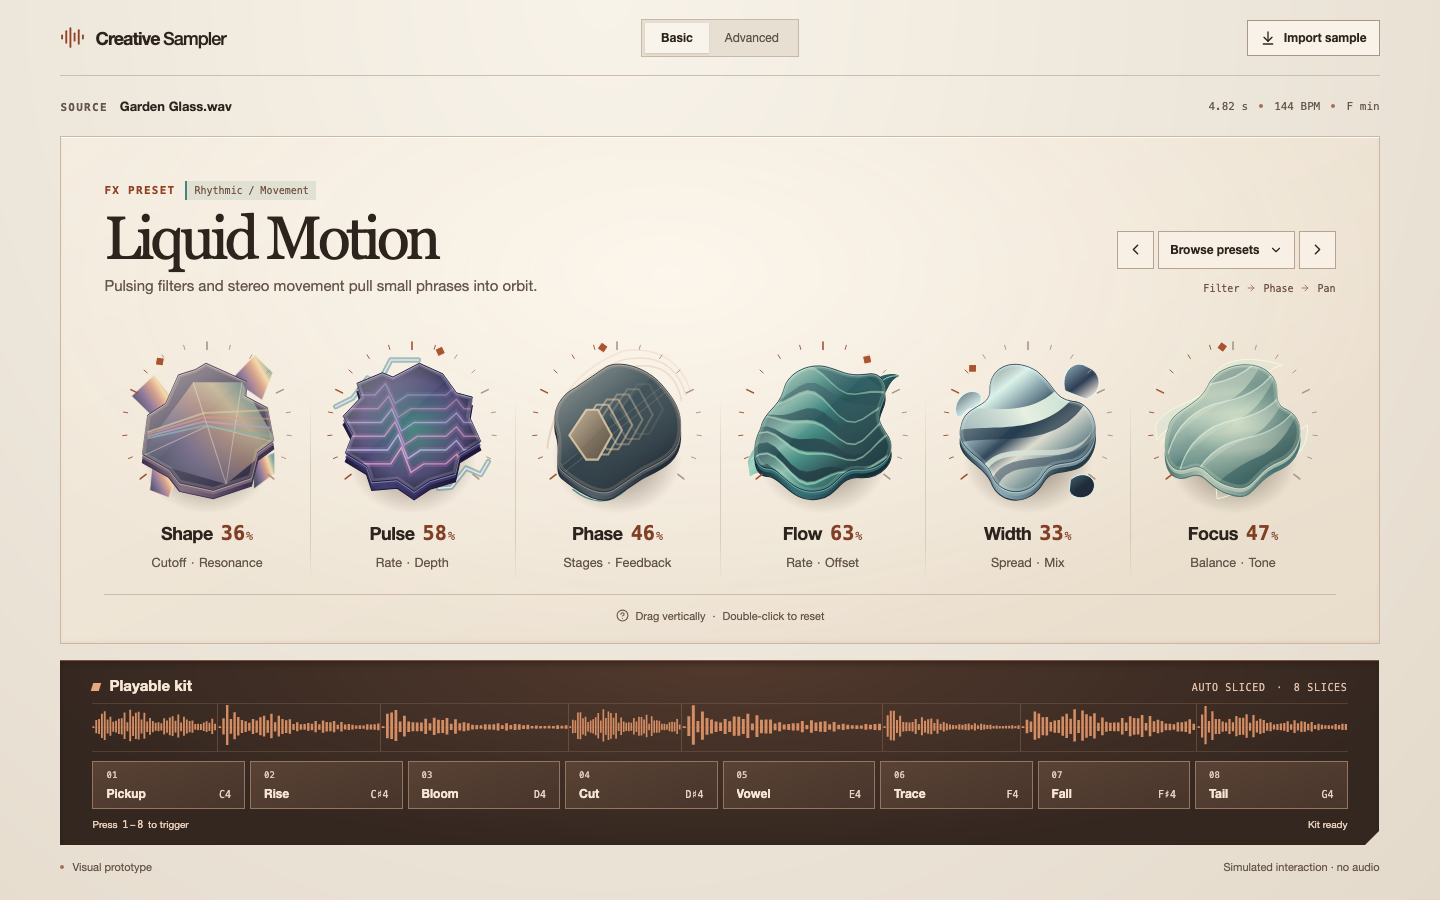 Creative Sampler
Basic
Advanced
Import sample
SOURCE Garden Glass.wav
4.82 s • 144 BPM • F min
FX PRESET
Rhythmic / Movement
Liquid Motion
Pulsing filters and stereo movement pull small phrases into orbit.
Browse presets
Filter → Phase → Pan
Shape 36%
Cutoff · Resonance
Pulse 58%
Rate · Depth
Phase 46%
Stages · Feedback
Flow 63%
Rate · Offset
Width 33%
Spread · Mix
Focus 47%
Balance · Tone
Drag vertically · Double-click to reset
Playable kit
AUTO SLICED · 8 SLICES
01
Pickup C4
02
Rise C♯4
03
Bloom D4
04
Cut D♯4
05
Vowel E4
06
Trace F4
07
Fall F♯4
08
Tail G4
Press 1–8 to trigger
Kit ready
• Visual prototype
Simulated interaction · no audio